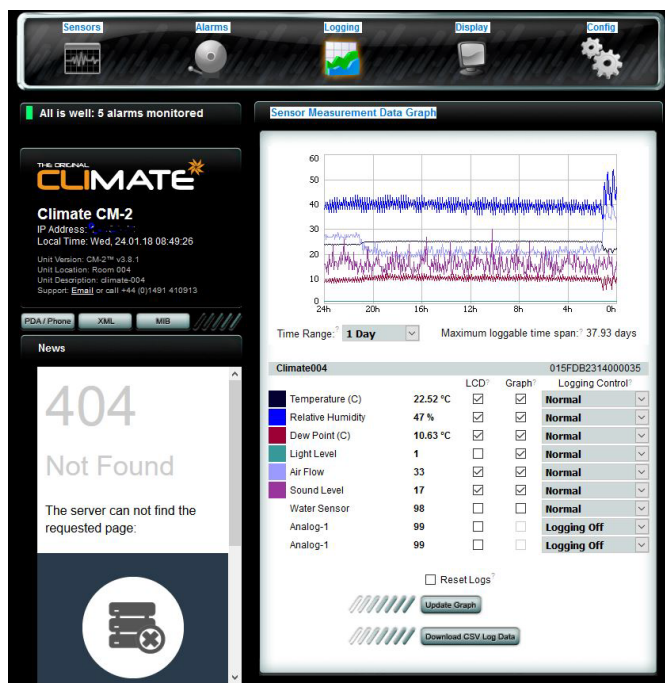 Sensors Alarms Logging Display Config
All is well: 5 alarms monitored
THE ORIGINAL
CLIMATE
Climate CM-2
IP Address:
Local Time: Wed, 24.01.18 08:49:26
Unit Version: CM-2™ v3.8.1
Unit Location: Room 004
Unit Description: climate-004
Support: Email or call +44 (0)1491 410913
PDA / Phone XML MIB
News
404
Not Found
The server can not find the
requested page:
Sensor Measurement Data Graph
60
50
40
30
20
10
0
24h 20h 16h 12h 8h 4h 0h
Time Range:? 1 Day Maximum loggable time span:? 37.93 days
Climate004 015FDB2314000035
LCD? Graph? Logging Control?
Temperature (C) 22.52 °C Normal
Relative Humidity 47 % Normal
Dew Point (C) 10.63 °C Normal
Light Level 1 Normal
Air Flow 33 Normal
Sound Level 17 Normal
Water Sensor 98 Normal
Analog-1 99 Logging Off
Analog-1 99 Logging Off
Reset Logs?
Update Graph
Download CSV Log Data